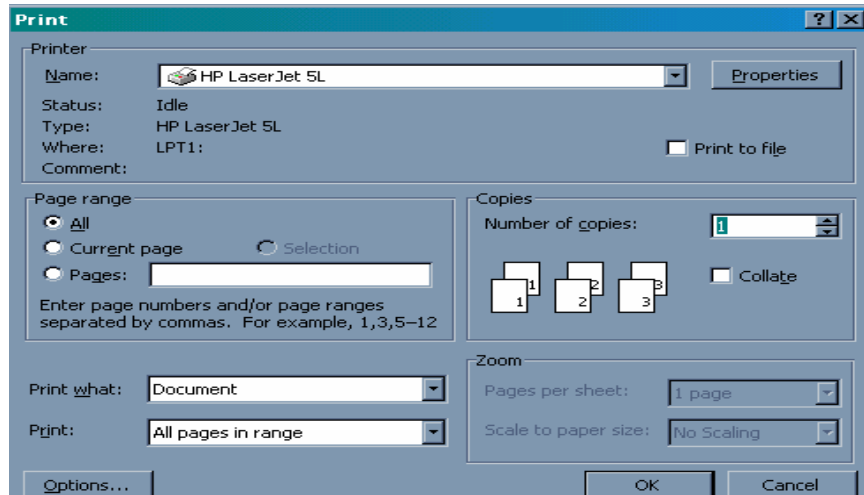 Print
Printer
Name: HP LaserJet 5L Properties
Status: Idle
Type: HP LaserJet 5L
Where: LPT1: Print to file
Comment:
Page range
All
Current page Selection
Pages:
Enter page numbers and/or page ranges
separated by commas. For example, 1,3,5–12
Copies
Number of copies: 1
1 1 2 2 3 3
Collate
Print what: Document
Print: All pages in range
Zoom
Pages per sheet: 1 page
Scale to paper size: No Scaling
Options... OK Cancel